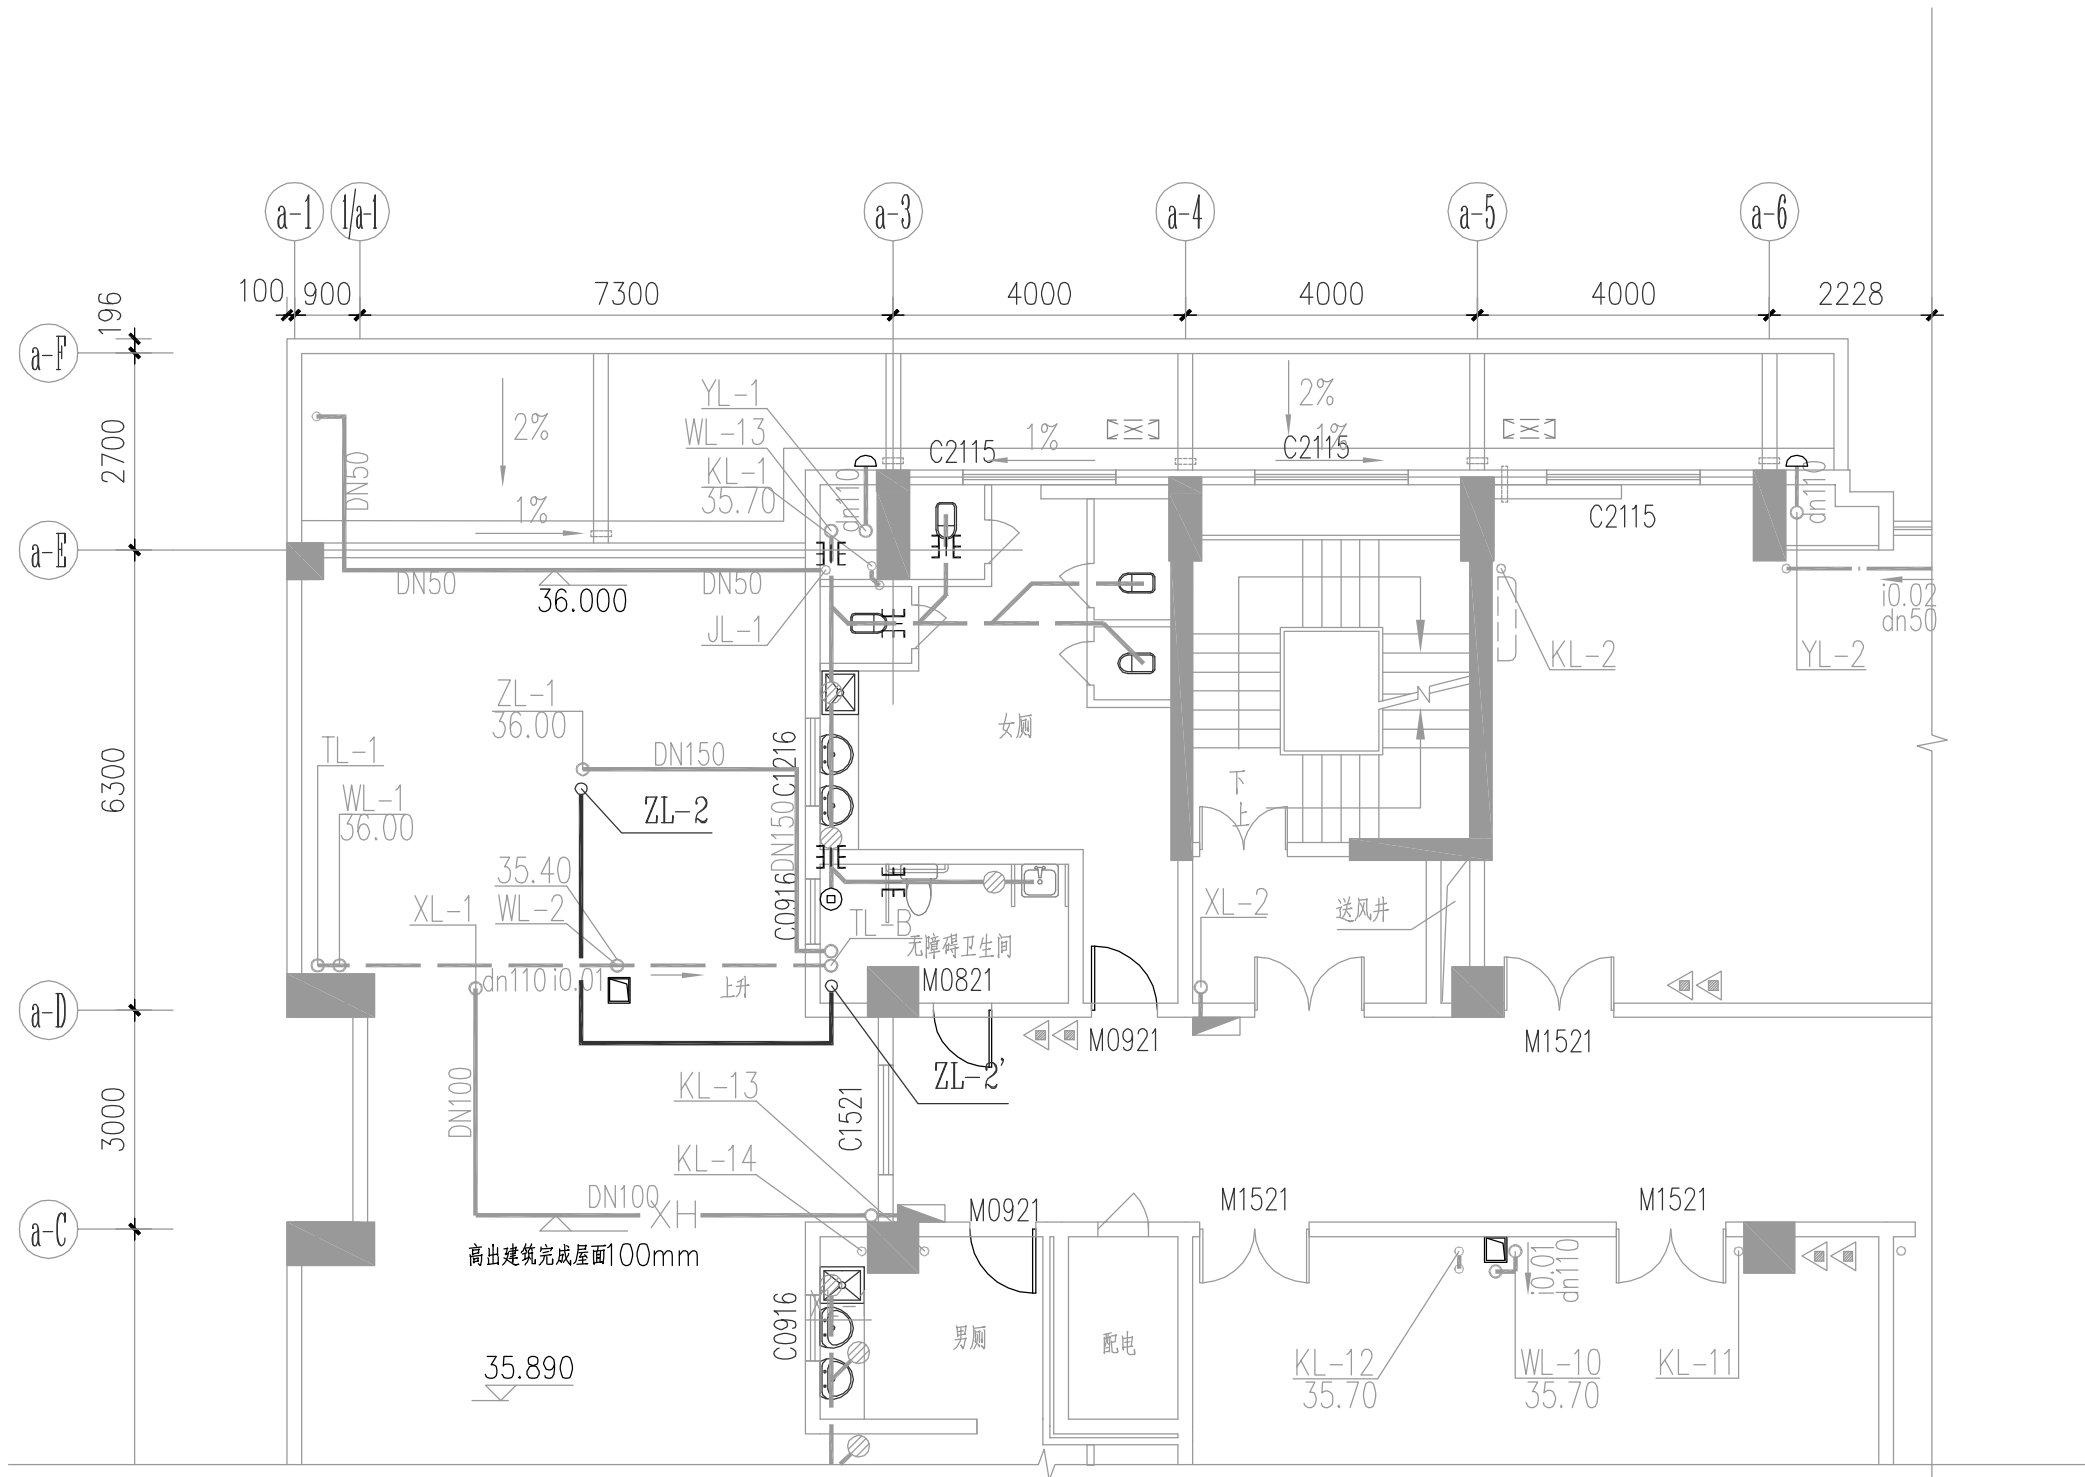 a-1
1/a-1
a-3
a-4
a-5
a-6
100
900
7300
4000
4000
4000
2228
196
a-F
2700
a-E
6300
a-D
3000
a-C
YL-1
2%
2%
WL-13
1%
1%
C2115
C2115
KL-1
35.70
DN50
dn110
dn110
1%
C2115
DN50
DN50
36.000
i0.02
dn50
JL-1
KL-2
YL-2
ZL-1
36.00
女厕
TL-1
DN150
C1216
WL-1
36.00
ZL-2
下
上
DN150
35.40
WL-2
C0916
XL-1
TL-B
XL-2
送风井
无障碍卫生间
dn110
i0.01
上升
M0821
M0921
M1521
ZL-2'
KL-13
DN100
C1521
KL-14
DN100
XH
M0921
M1521
M1521
高出建筑完成屋面100mm
i0.01
dn110
C0916
男厕
配电
35.890
KL-12
35.70
WL-10
35.70
KL-11
N